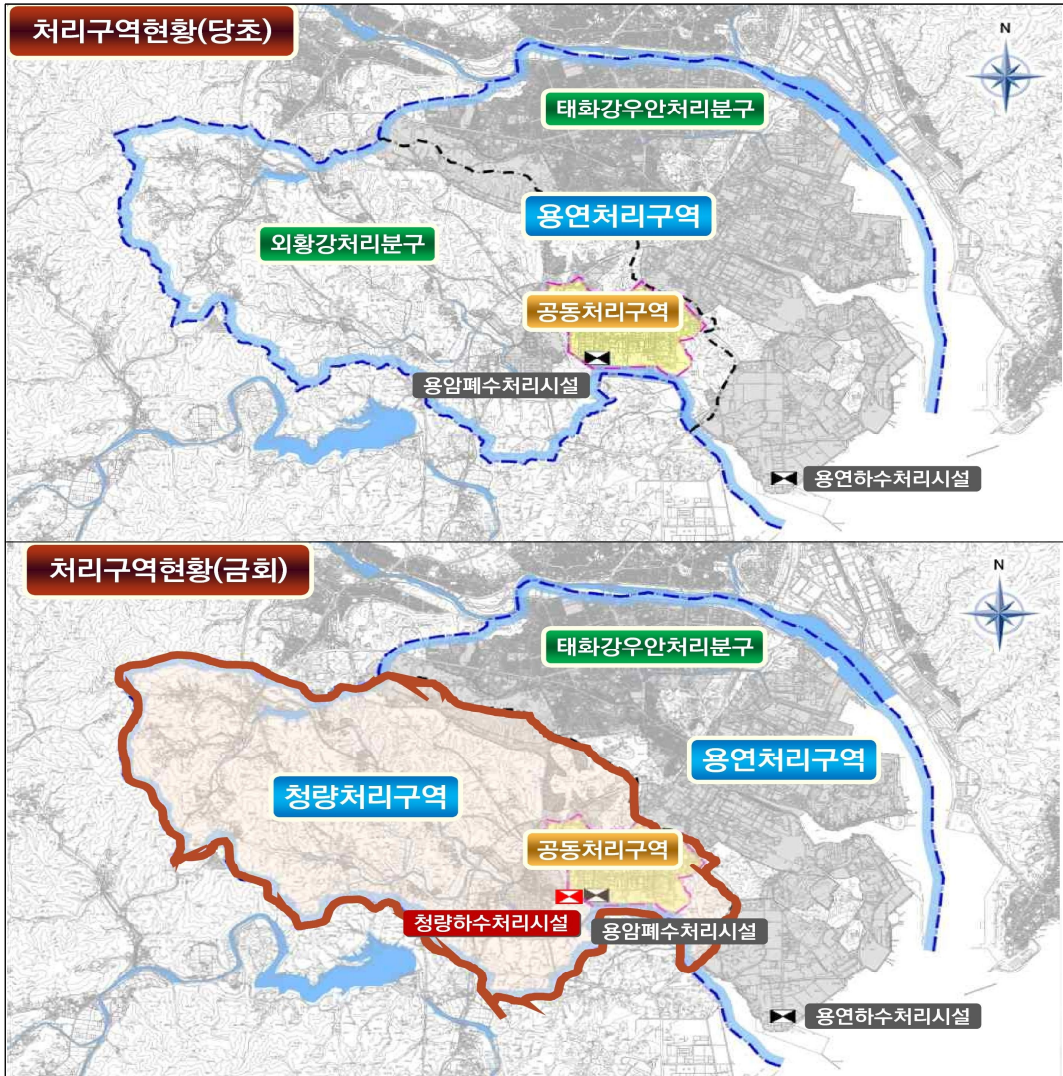 처리구역현황(당초)
N
태화강우안처리분구
용연처리구역
외황강처리분구
공동처리구역
용암폐수처리시설
용연하수처리시설
처리구역현황(금회)
N
태화강우안처리분구
용연처리구역
청량처리구역
공동처리구역
청량하수처리시설
용암폐수처리시설
용연하수처리시설